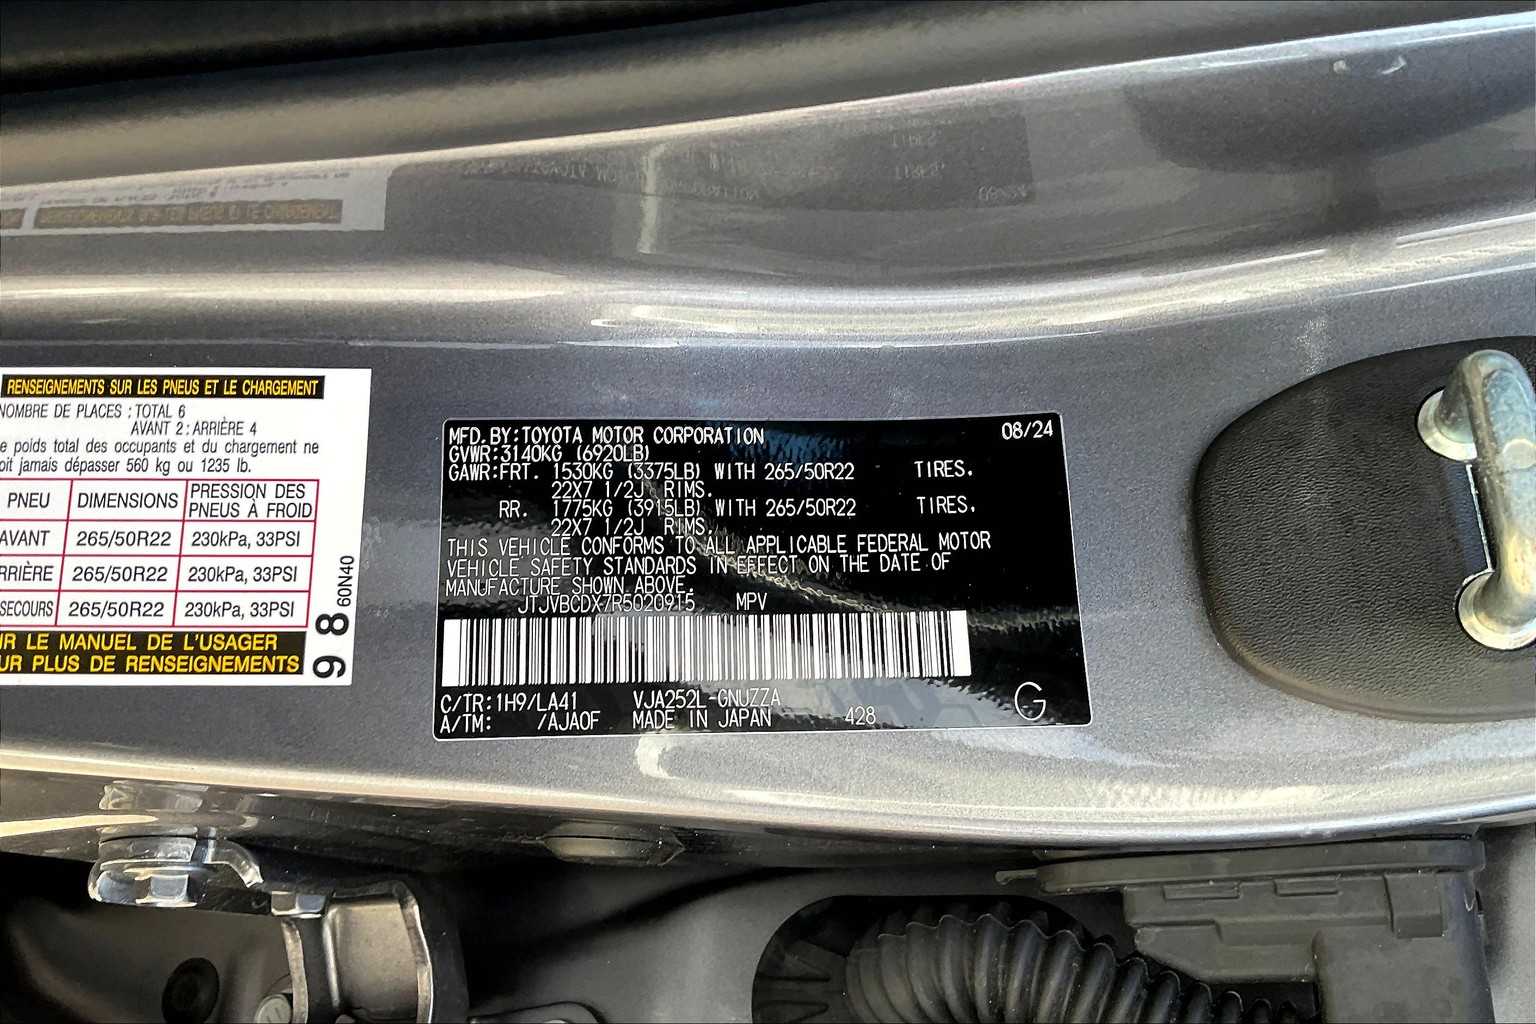 RENSEIGNEMENTS SUR LES PNEUS ET LE CHARGEMENT
NOMBRE DE PLACES : TOTAL 6
AVANT 2 : ARRIÈRE 4
poids total des occupants et du chargement ne
jamais dépasser 560 kg ou 1235 lb.
PNEU DIMENSIONS PRESSION DES PNEUS À FROID
AVANT 265/50R22 230kPa, 33PSI
RRIÈRE 265/50R22 230kPa, 33PSI
SECOURS 265/50R22 230kPa, 33PSI
LE MANUEL DE L'USAGER
PLUS DE RENSEIGNEMENTS
9 8 60N40
MFD.BY:TOYOTA MOTOR CORPORATION 08/24
GVWR:3140KG (6920LB)
GAWR:FRT. 1530KG (3375LB) WITH 265/50R22 TIRES.
22X7 1/2J RIMS.
RR. 1775KG (3915LB) WITH 265/50R22 TIRES.
22X7 1/2J RIMS.
THIS VEHICLE CONFORMS TO ALL APPLICABLE FEDERAL MOTOR
VEHICLE SAFETY STANDARDS IN EFFECT ON THE DATE OF
MANUFACTURE SHOWN ABOVE.
JTJVBCDX7R5020915 MPV
C/TR:1H9/LA41 VJA252L-GNUZZA
A/TM: /AJA0F MADE IN JAPAN 428 G